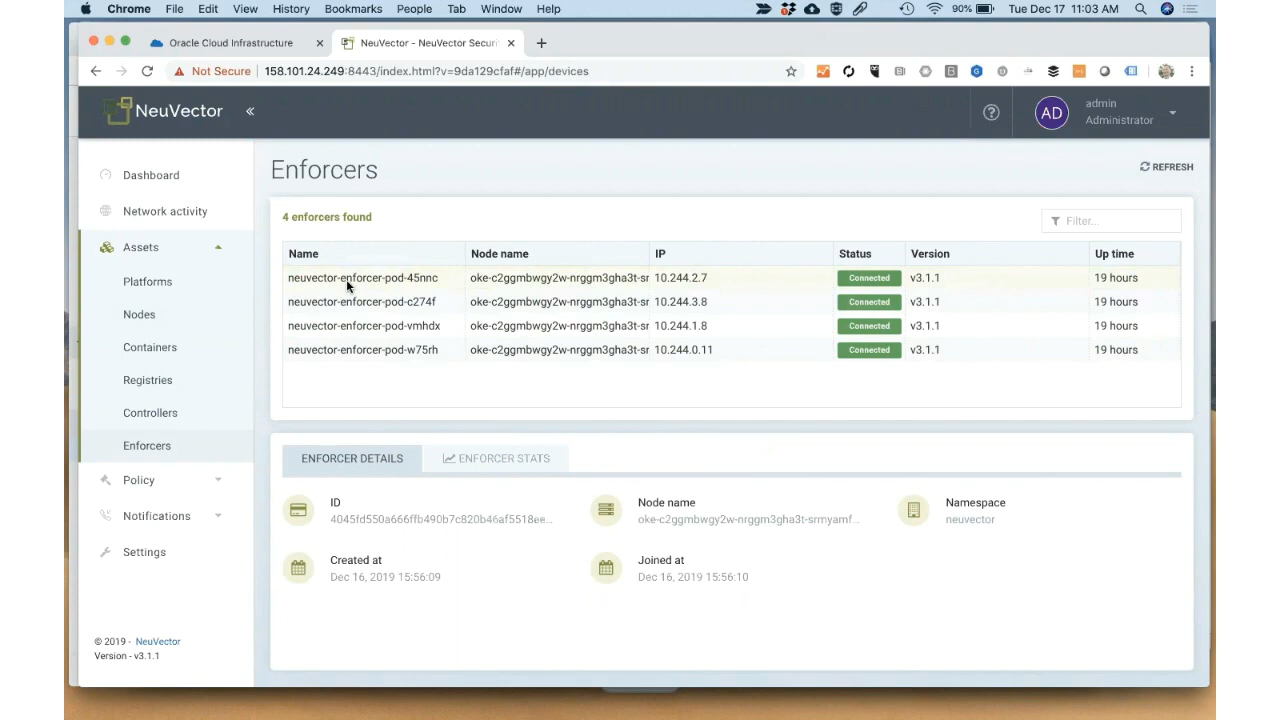 Chrome File Edit View History Bookmarks People Tab Window Help 90% Tue Dec 17 11:03 AM
Oracle Cloud Infrastructure NeuVector - NeuVector Securi
Not Secure 158.101.24.249:8443/index.html?v=9da129cfaf#/app/devices
NeuVector
AD
admin
Administrator
Dashboard
Network activity
Assets
Platforms
Nodes
Containers
Registries
Controllers
Enforcers
Policy
Notifications
Settings
© 2019 - NeuVector
Version - v3.1.1
Enforcers
REFRESH
4 enforcers found
Filter...
Name Node name IP Status Version Up time
neuvector-enforcer-pod-45nnc oke-c2ggmbwgy2w-nrggm3gha3t-sr 10.244.2.7 Connected v3.1.1 19 hours
neuvector-enforcer-pod-c274f oke-c2ggmbwgy2w-nrggm3gha3t-sr 10.244.3.8 Connected v3.1.1 19 hours
neuvector-enforcer-pod-vmhdx oke-c2ggmbwgy2w-nrggm3gha3t-sr 10.244.1.8 Connected v3.1.1 19 hours
neuvector-enforcer-pod-w75rh oke-c2ggmbwgy2w-nrggm3gha3t-sr 10.244.0.11 Connected v3.1.1 19 hours
ENFORCER DETAILS ENFORCER STATS
ID Node name Namespace
4045fd550a666ffb490b7c820b46af5518ee... oke-c2ggmbwgy2w-nrggm3gha3t-srmyamf... neuvector
Created at Joined at
Dec 16, 2019 15:56:09 Dec 16, 2019 15:56:10